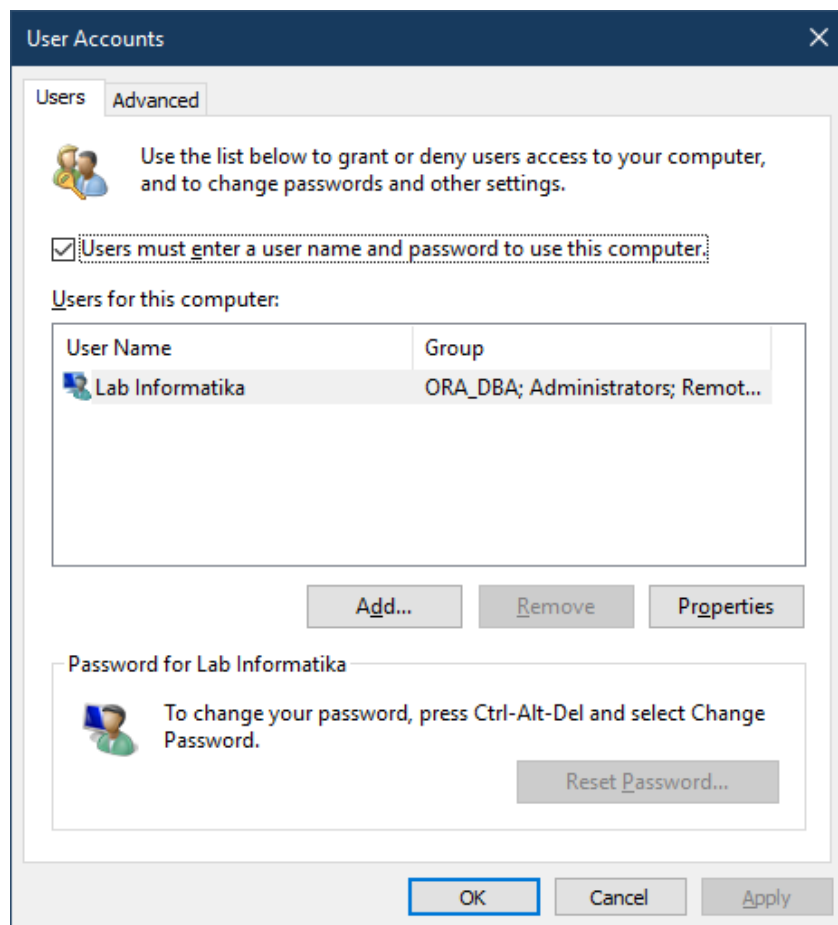 User Accounts
Users
Advanced
Use the list below to grant or deny users access to your computer,
and to change passwords and other settings.
Users must enter a user name and password to use this computer.
Users for this computer:
User Name
Group
Lab Informatika
ORA_DBA; Administrators; Remot...
Add...
Remove
Properties
Password for Lab Informatika
To change your password, press Ctrl-Alt-Del and select Change
Password.
Reset Password...
OK
Cancel
Apply